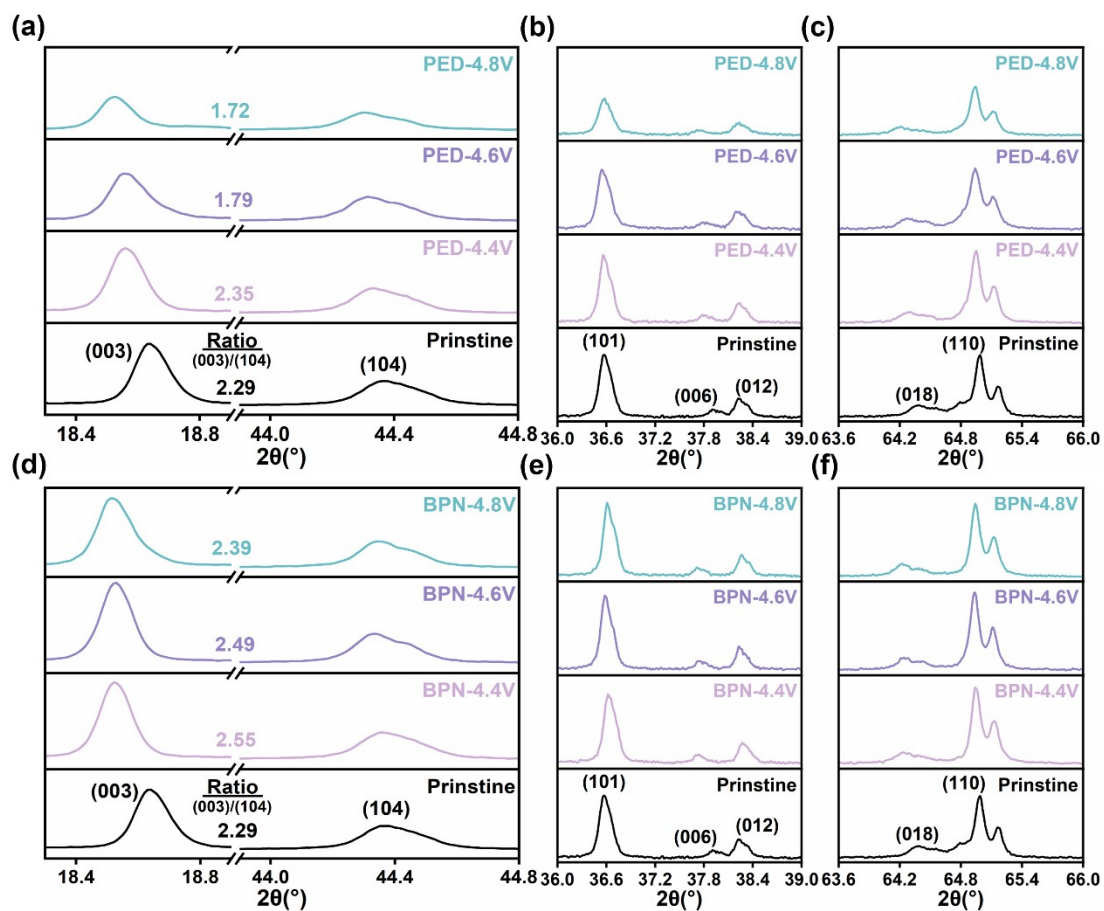 (a)
PED-4.8V
1.72
PED-4.6V
1.79
PED-4.4V
2.35
(003)
Ratio
(003)/(104)
2.29
(104)
Prinstine
18.4 18.8 44.0 44.4 44.8
2θ(°)
(b)
PED-4.8V
PED-4.6V
PED-4.4V
Prinstine
(101)
(006)
(012)
36.0 36.6 37.2 37.8 38.4 39.0
2θ(°)
(c)
PED-4.8V
PED-4.6V
PED-4.4V
Prinstine
(110)
(018)
63.6 64.2 64.8 65.4 66.0
2θ(°)
(d)
BPN-4.8V
2.39
BPN-4.6V
2.49
BPN-4.4V
2.55
(003)
Ratio
(003)/(104)
2.29
(104)
Prinstine
18.4 18.8 44.0 44.4 44.8
2θ(°)
(e)
BPN-4.8V
BPN-4.6V
BPN-4.4V
Prinstine
(101)
(006)
(012)
36.0 36.6 37.2 37.8 38.4 39.0
2θ(°)
(f)
BPN-4.8V
BPN-4.6V
BPN-4.4V
Prinstine
(110)
(018)
63.6 64.2 64.8 65.4 66.0
2θ(°)